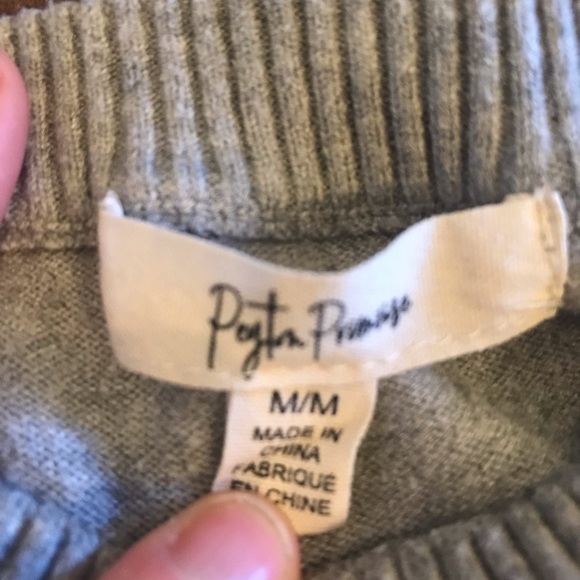 Peyton Primrose
M/M
MADE IN
CHINA
FABRIQUÉ
EN CHINE